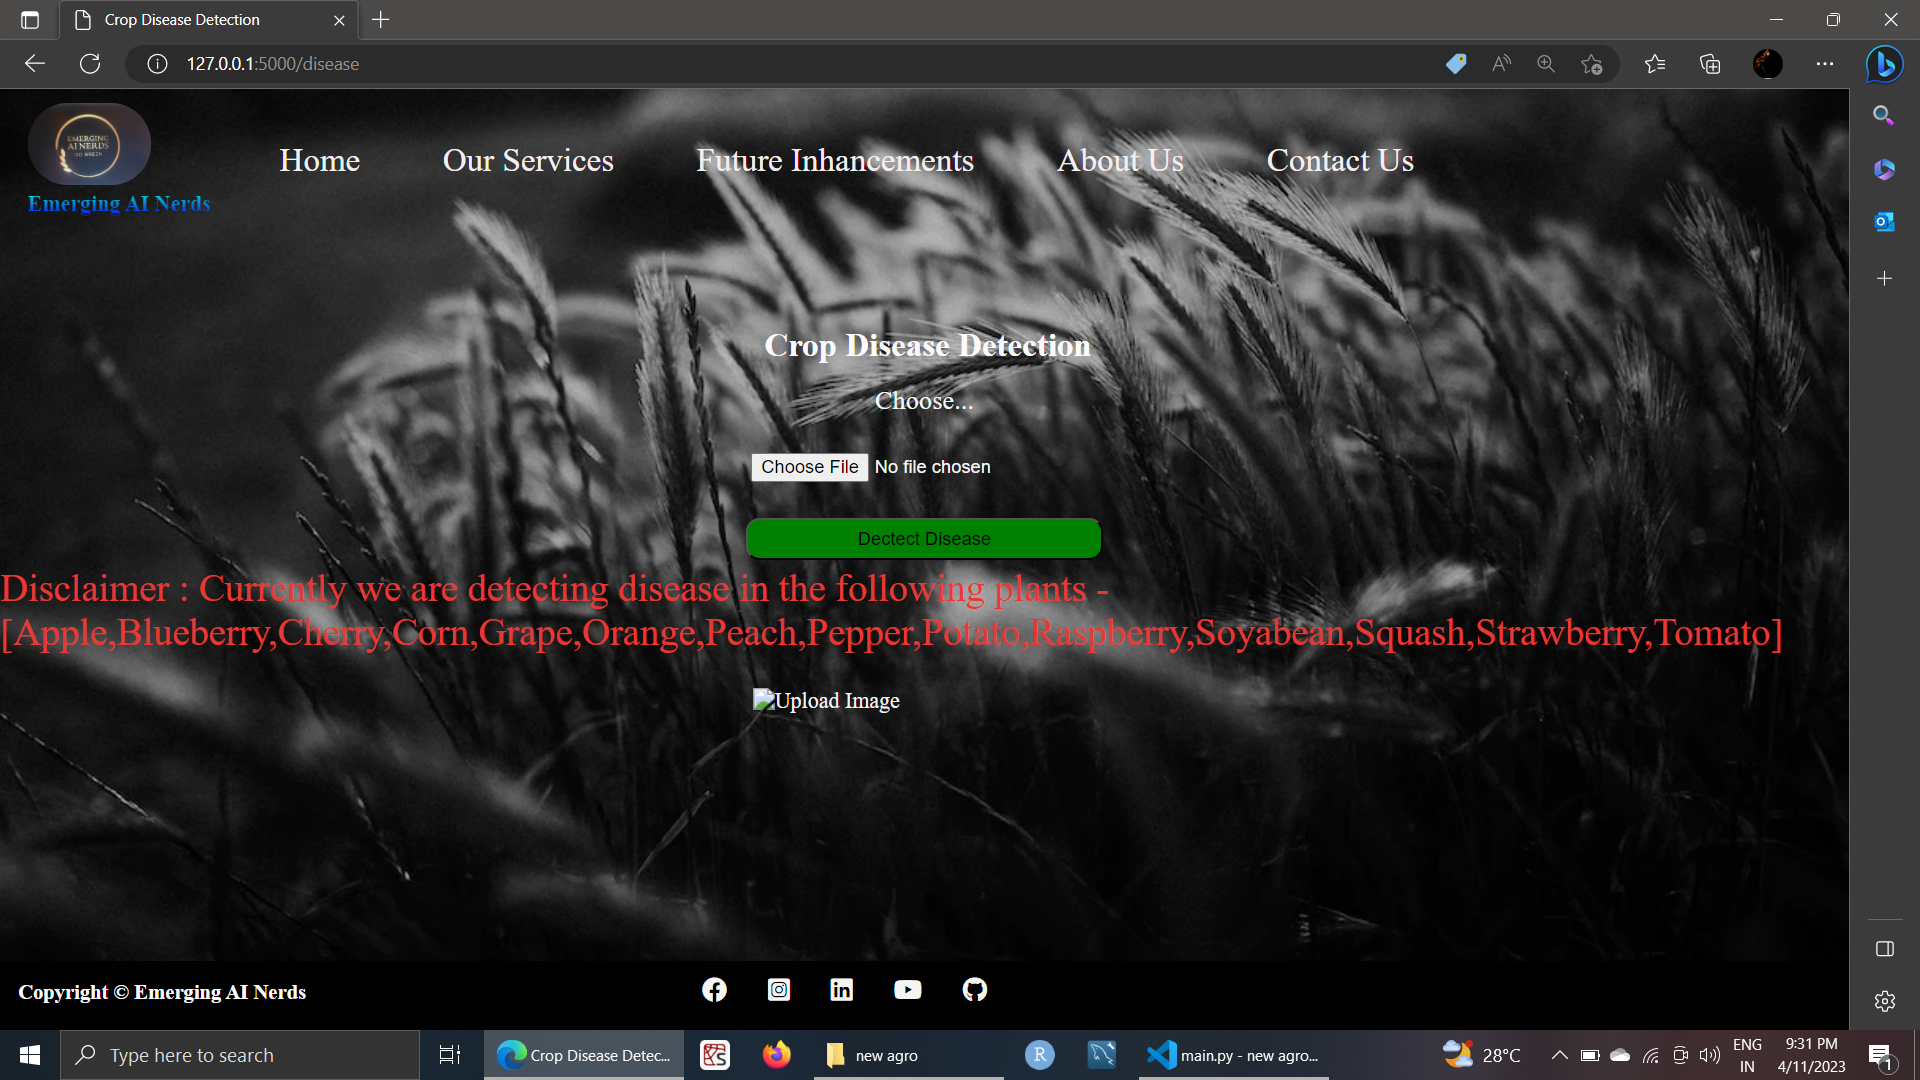 Crop Disease Detection
127.0.0.1:5000/disease
EMERGING
AI NERDS
Emerging AI Nerds
Home
Our Services
Future Inhancements
About Us
Contact Us
Crop Disease Detection
Choose...
Choose File No file chosen
Dectect Disease
Disclaimer : Currently we are detecting disease in the following plants -
[Apple,Blueberry,Cherry,Corn,Grape,Orange,Peach,Pepper,Potato,Raspberry,Soyabean,Squash,Strawberry,Tomato]
Upload Image
Copyright © Emerging AI Nerds
Type here to search
Crop Disease Detec...
new agro
R
main.py - new agro...
28°C
ENG
IN
9:31 PM
4/11/2023
1